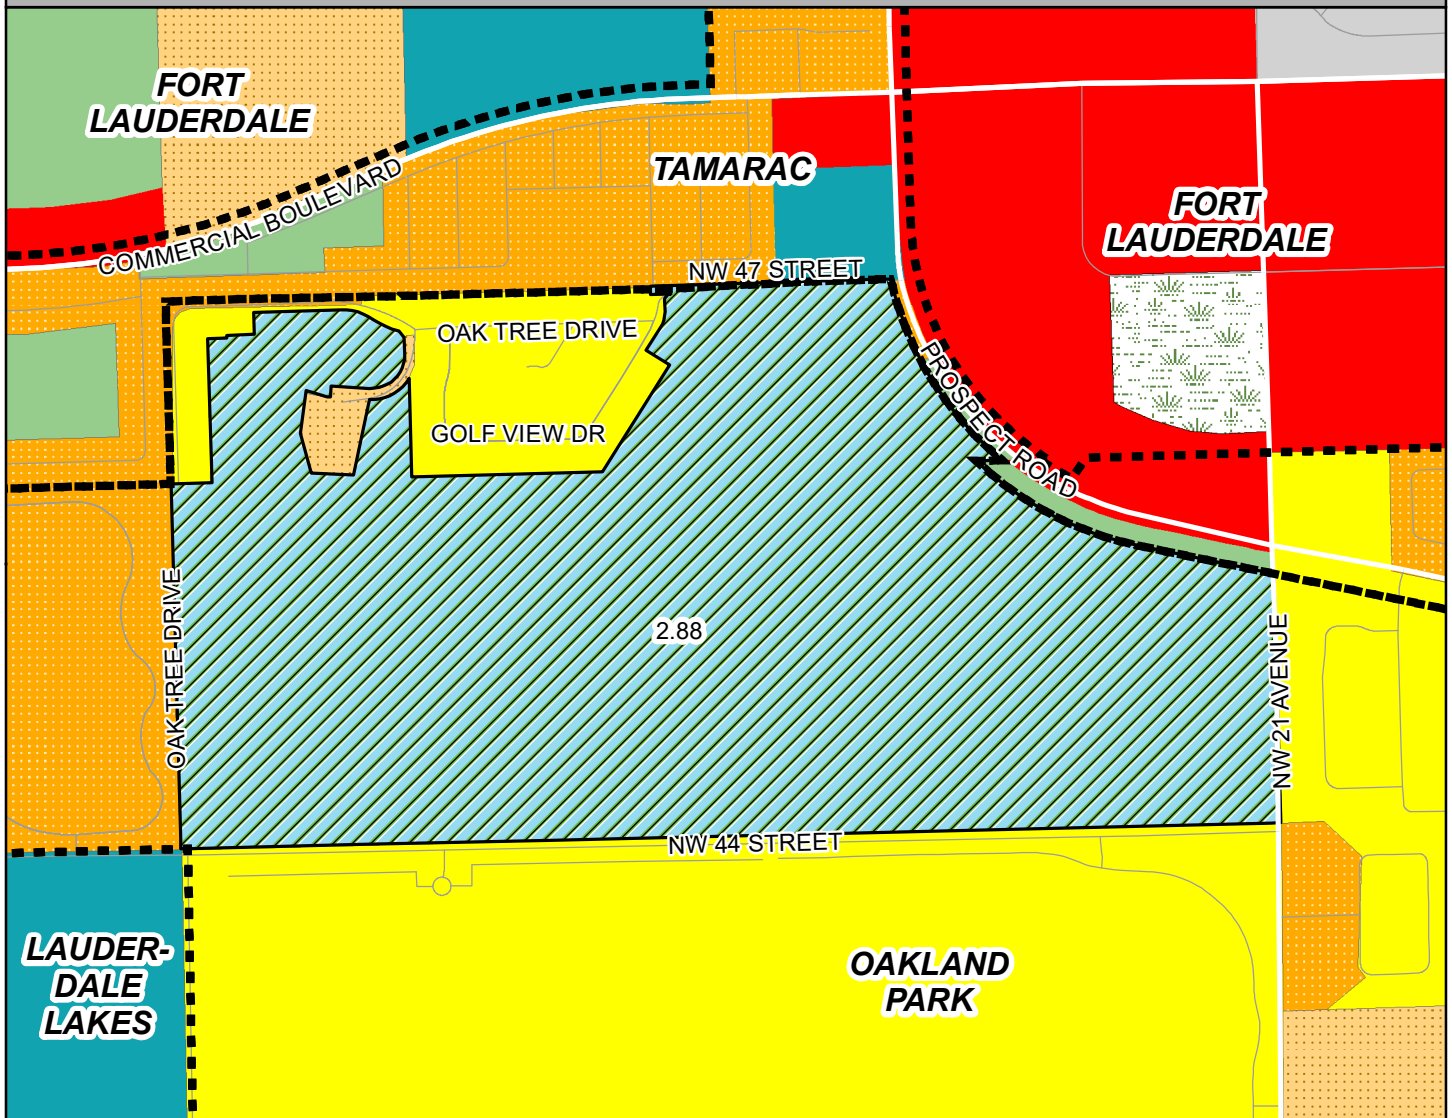 FORT
LAUDERDALE
COMMERCIAL BOULEVARD
TAMARAC
FORT
LAUDERDALE
NW 47 STREET
OAK TREE DRIVE
GOLF VIEW DR
PROSPECT ROAD
OAK TREE DRIVE
2.88
NW 21 AVENUE
NW 44 STREET
LAUDER-
DALE
LAKES
OAKLAND
PARK